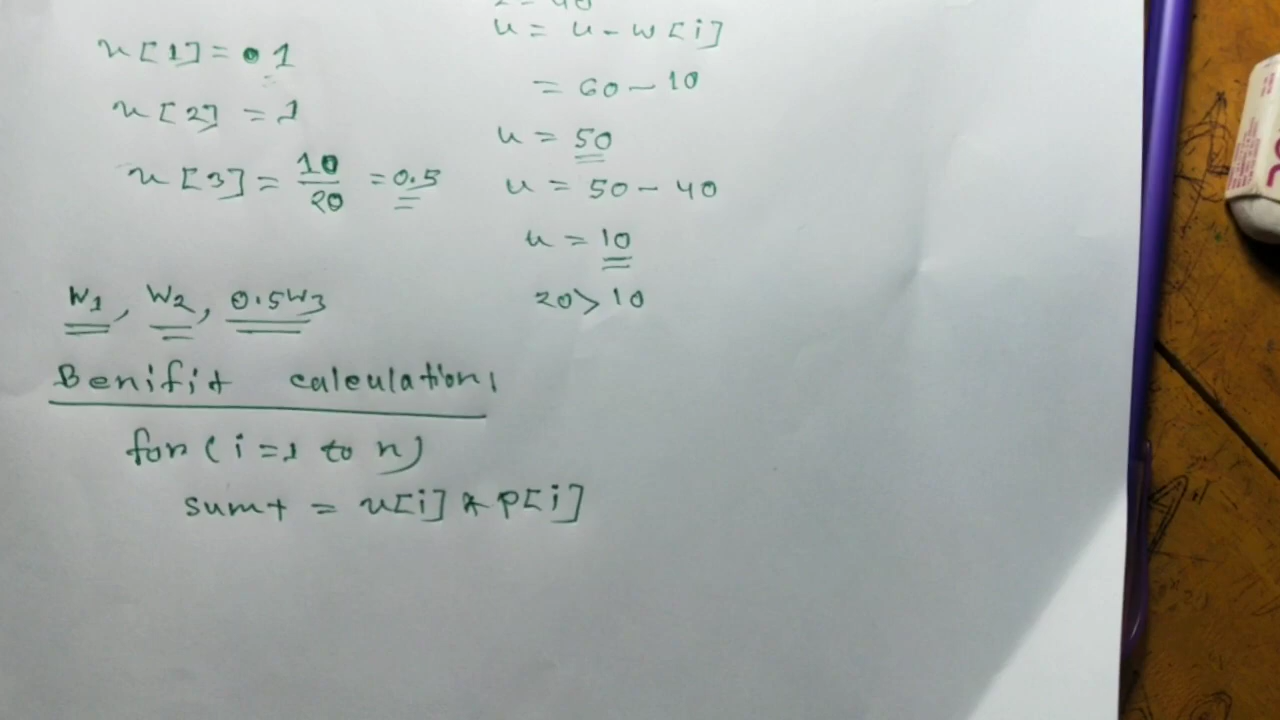 x[1] = 1
x[2] = 1
x[3] = 10/20 = 0.5
W1, W2, 0.5W3
Benifit calculation,
for (i=1 to n)
sum+ = x[i] * p[i]
u = u - w[i]
= 60 - 10
u = 50
u = 50 - 40
u = 10
20 > 10